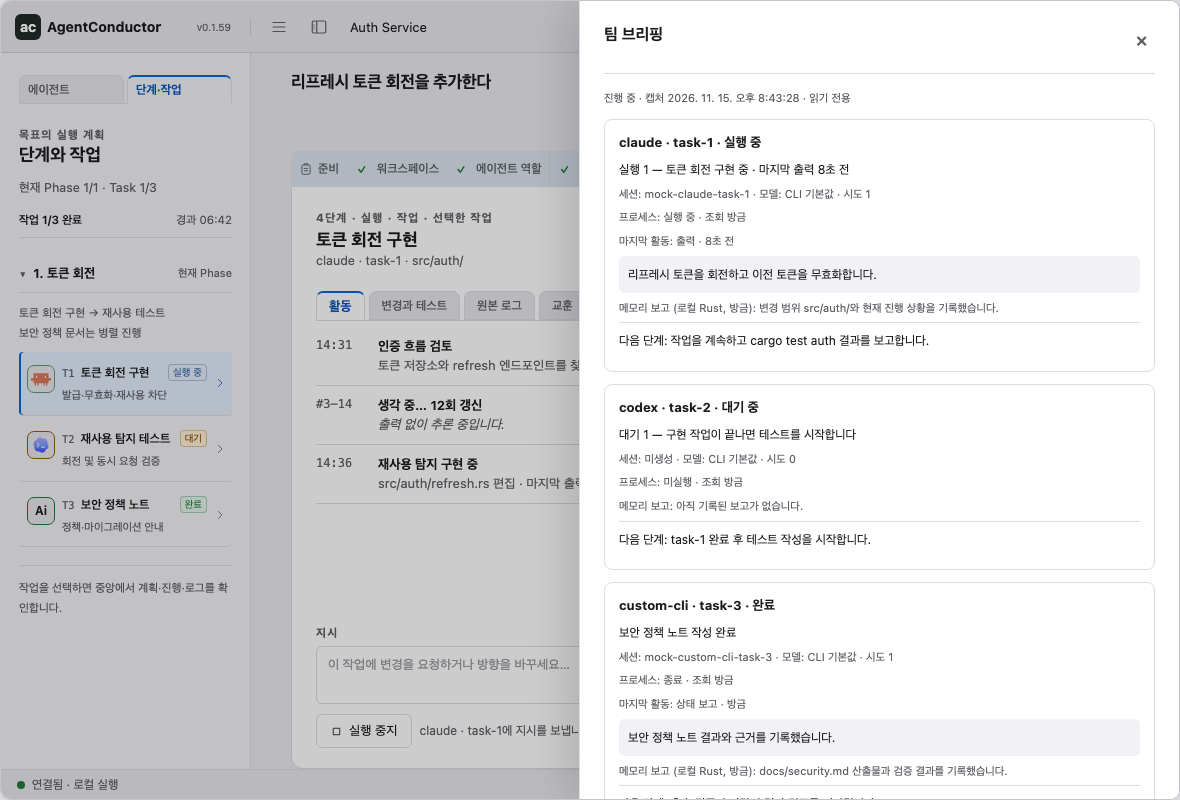 ac AgentConductor v0.1.59 Auth Service
에이전트 단계·작업
목표의 실행 계획
단계와 작업
현재 Phase 1/1 · Task 1/3
작업 1/3 완료 경과 06:42
▾ 1. 토큰 회전 현재 Phase
토큰 회전 구현 → 재사용 테스트
보안 정책 문서는 병렬 진행
T1 토큰 회전 구현 실행 중
발급·무효화·재사용 차단
T2 재사용 탐지 테스트 대기
회전 및 동시 요청 검증
Ai T3 보안 정책 노트 완료
정책·마이그레이션 안내
작업을 선택하면 중앙에서 계획·진행·로그를 확
인합니다.
연결됨 · 로컬 실행
리프레시 토큰 회전을 추가한다
준비 ✓ 워크스페이스 ✓ 에이전트 역할 ✓
4단계 · 실행 · 작업 · 선택한 작업
토큰 회전 구현
claude · task-1 · src/auth/
활동 변경과 테스트 원본 로그 교훈
14:31 인증 흐름 검토
토큰 저장소와 refresh 엔드포인트를
#3–14 생각 중... 12회 갱신
출력 없이 추론 중입니다.
14:36 재사용 탐지 구현 중
src/auth/refresh.rs 편집 · 마지막
지시
이 작업에 변경을 요청하거나 방향을 바꾸세요...
실행 중지 claude · task-1에 지시를
팀 브리핑
×
진행 중 · 캡처 2026. 11. 15. 오후 8:43:28 · 읽기 전용
claude · task-1 · 실행 중
실행 1 — 토큰 회전 구현 중 · 마지막 출력 8초 전
세션: mock-claude-task-1 · 모델: CLI 기본값 · 시도 1
프로세스: 실행 중 · 조회 방금
마지막 활동: 출력 · 8초 전
리프레시 토큰을 회전하고 이전 토큰을 무효화합니다.
메모리 보고 (로컬 Rust, 방금): 변경 범위 src/auth/와 현재 진행 상황을 기록했습니다.
다음 단계: 작업을 계속하고 cargo test auth 결과를 보고합니다.
codex · task-2 · 대기 중
대기 1 — 구현 작업이 끝나면 테스트를 시작합니다
세션: 미생성 · 모델: CLI 기본값 · 시도 0
프로세스: 미실행 · 조회 방금
메모리 보고: 아직 기록된 보고가 없습니다.
다음 단계: task-1 완료 후 테스트 작성을 시작합니다.
custom-cli · task-3 · 완료
보안 정책 노트 작성 완료
세션: mock-custom-cli-task-3 · 모델: CLI 기본값 · 시도 1
프로세스: 종료 · 조회 방금
마지막 활동: 상태 보고 · 방금
보안 정책 노트 결과와 근거를 기록했습니다.
메모리 보고 (로컬 Rust, 방금): docs/security.md 산출물과 검증 결과를 기록했습니다.